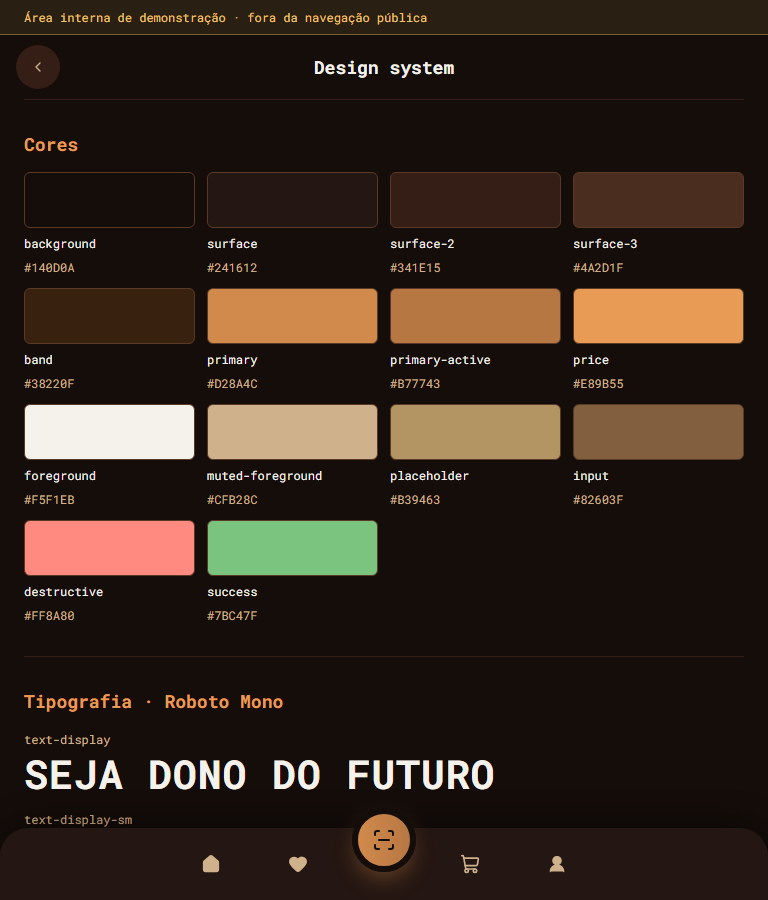 Área interna de demonstração · fora da navegação pública
Design system
Cores
background
#140D0A
surface
#241612
surface-2
#341E15
surface-3
#4A2D1F
band
#38220F
primary
#D28A4C
primary-active
#B77743
price
#E89B55
foreground
#F5F1EB
muted-foreground
#CFB28C
placeholder
#B39463
input
#82603F
destructive
#FF8A80
success
#7BC47F
Tipografia · Roboto Mono
text-display
SEJA DONO DO FUTURO
text-display-sm